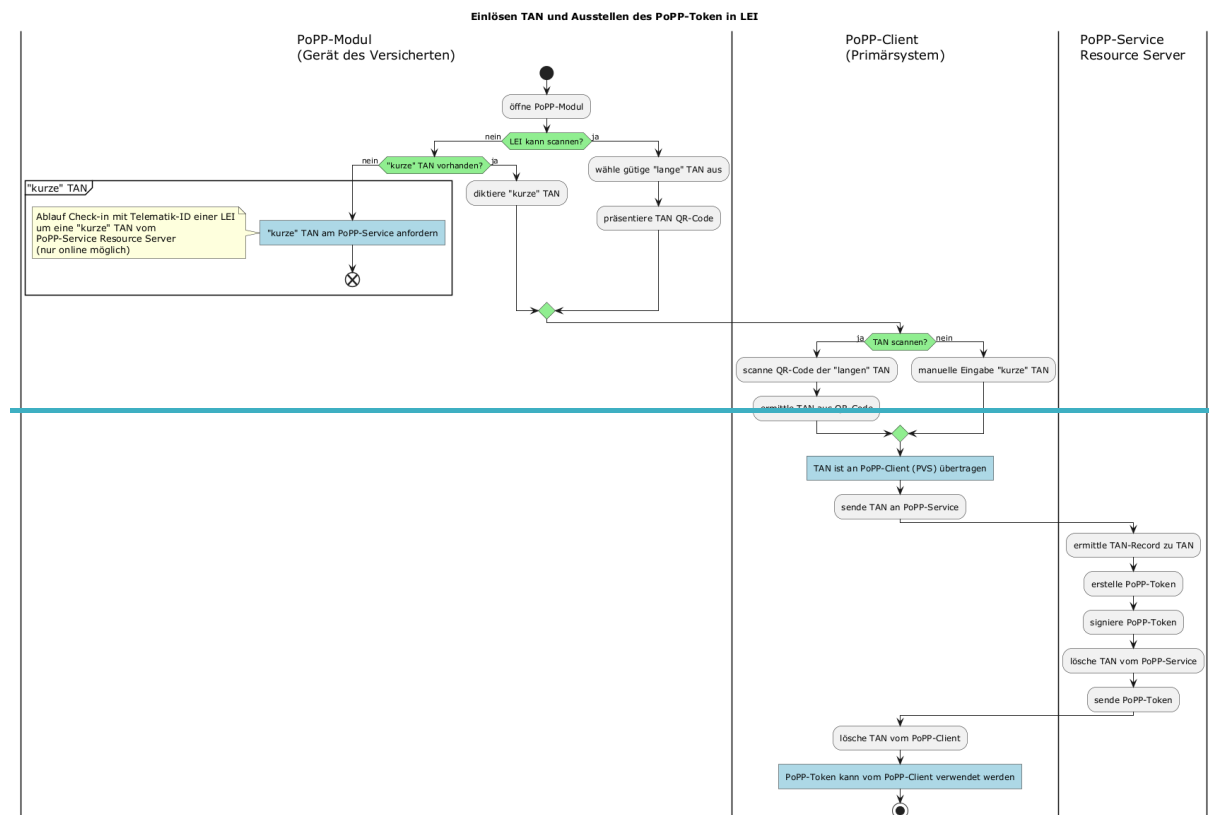 Einlösen TAN und Ausstellen des PoPP-Token in LEI
PoPP-Modul
(Gerät des Versicherten)
PoPP-Client
(Primärsystem)
PoPP-Service
Resource Server
öffne PoPP-Modul
LEI kann scannen?
nein
ja
"kurze" TAN vorhanden?
nein
ja
wähle gütige "lange" TAN aus
diktiere "kurze" TAN
präsentiere TAN QR-Code
"kurze" TAN
Ablauf Check-in mit Telematik-ID einer LEI
um eine "kurze" TAN vom
PoPP-Service Resource Server
(nur online möglich)
"kurze" TAN am PoPP-Service anfordern
TAN scannen?
ja
nein
scanne QR-Code der "langen" TAN
manuelle Eingabe "kurze" TAN
ermittle TAN aus QR-Code
TAN ist an PoPP-Client (PVS) übertragen
sende TAN an PoPP-Service
ermittle TAN-Record zu TAN
erstelle PoPP-Token
signiere PoPP-Token
lösche TAN vom PoPP-Service
sende PoPP-Token
lösche TAN vom PoPP-Client
PoPP-Token kann vom PoPP-Client verwendet werden